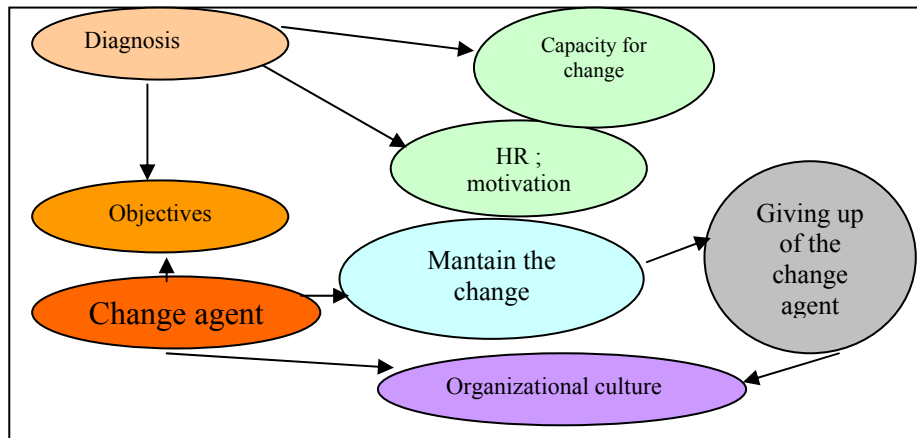 Diagnosis
Capacity for
change
HR ;
motivation
Objectives
Giving up
of the
change
agent
Mantain the
change
Change agent
Organizational culture